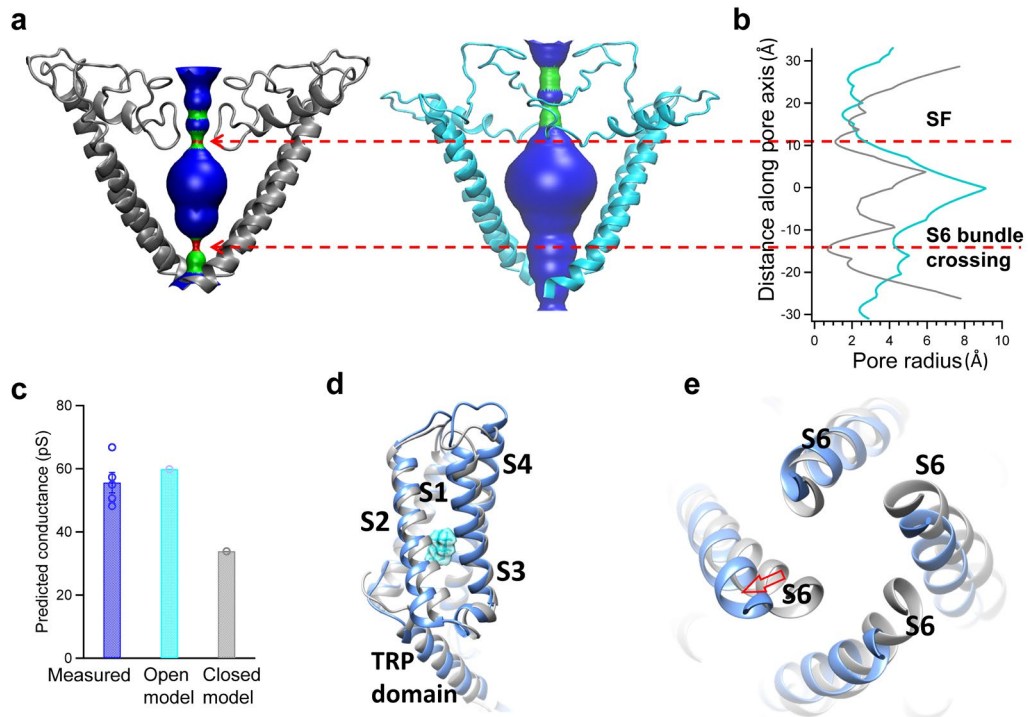 a
b
Distance along pore axis(Å)
30
20
10
0
-10
-20
-30
SF
S6 bundle
crossing
0
2
4
6
8
10
Pore radius(Å)
c
Predicted conductance (pS)
80
60
40
20
0
Measured
Open
model
Closed
model
d
S4
S1
S2
S3
TRP
domain
e
S6
S6
S6
S6